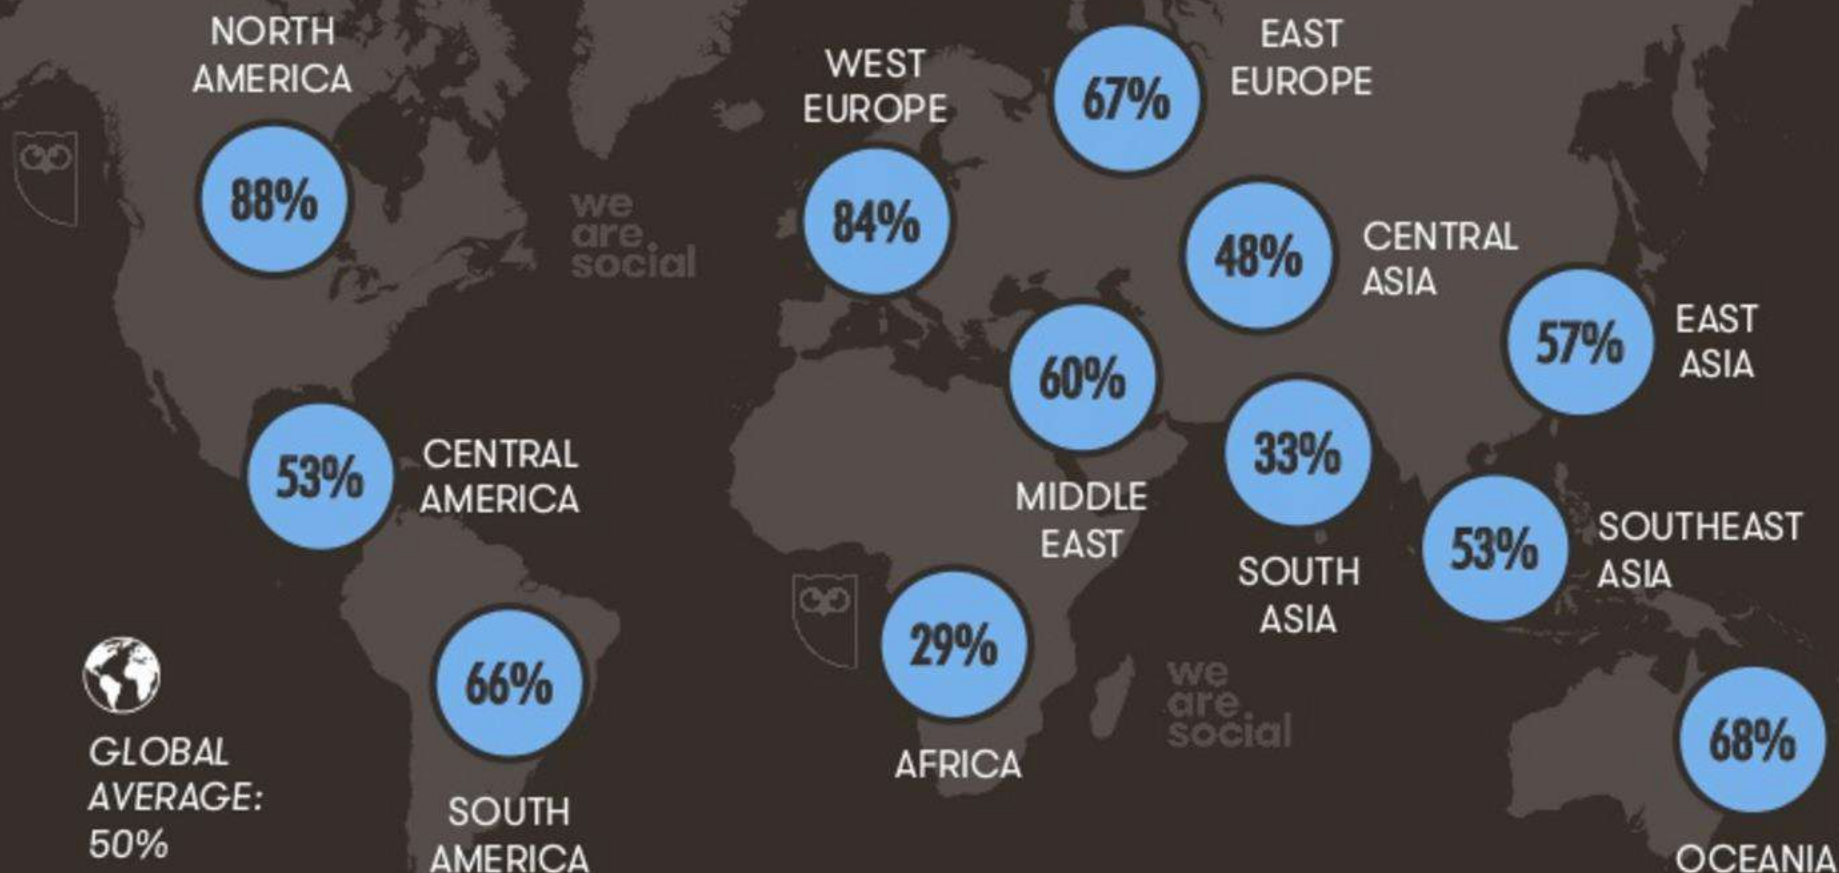 NORTH
AMERICA
88%
WEST
EUROPE
84%
67%
EAST
EUROPE
we
are
social
48%
CENTRAL
ASIA
57%
EAST
ASIA
60%
MIDDLE
EAST
53%
CENTRAL
AMERICA
33%
SOUTH
ASIA
53%
SOUTHEAST
ASIA
29%
AFRICA
66%
SOUTH
AMERICA
we
are
social
68%
OCEANIA
GLOBAL
AVERAGE:
50%